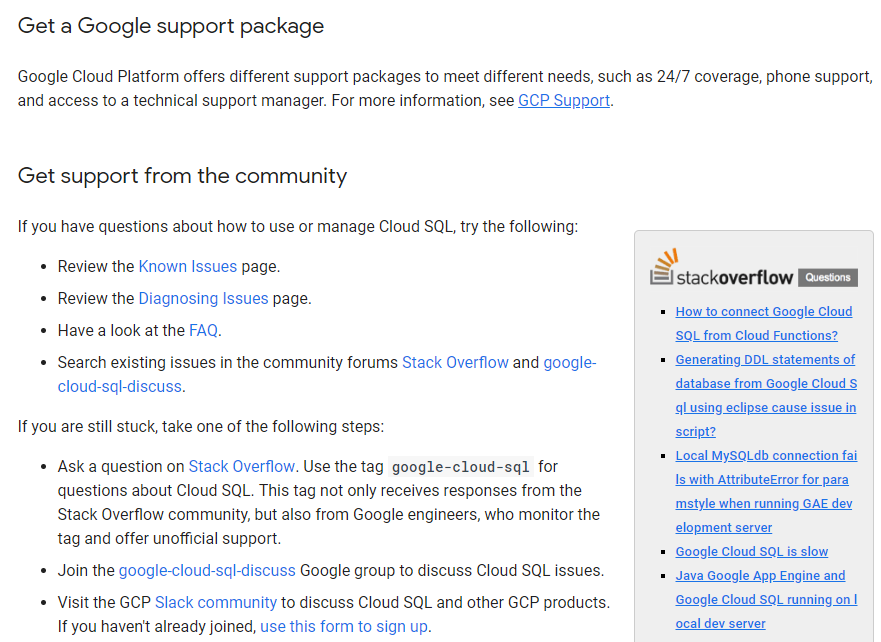 Get a Google support package
Google Cloud Platform offers different support packages to meet different needs, such as 24/7 coverage, phone support,
and access to a technical support manager. For more information, see GCP Support.
Get support from the community
If you have questions about how to use or manage Cloud SQL, try the following:
• Review the Known Issues page.
• Review the Diagnosing Issues page.
• Have a look at the FAQ.
• Search existing issues in the community forums Stack Overflow and google-
cloud-sql-discuss.
If you are still stuck, take one of the following steps:
• Ask a question on Stack Overflow. Use the tag google-cloud-sql for
questions about Cloud SQL. This tag not only receives responses from the
Stack Overflow community, but also from Google engineers, who monitor the
tag and offer unofficial support.
• Join the google-cloud-sql-discuss Google group to discuss Cloud SQL issues.
• Visit the GCP Slack community to discuss Cloud SQL and other GCP products.
If you haven't already joined, use this form to sign up.
stackoverflow Questions
▪ How to connect Google Cloud
SQL from Cloud Functions?
▪ Generating DDL statements of
database from Google Cloud S
ql using eclipse cause issue in
script?
▪ Local MySQLdb connection fai
ls with AttributeError for para
mstyle when running GAE dev
elopment server
▪ Google Cloud SQL is slow
▪ Java Google App Engine and
Google Cloud SQL running on l
ocal dev server